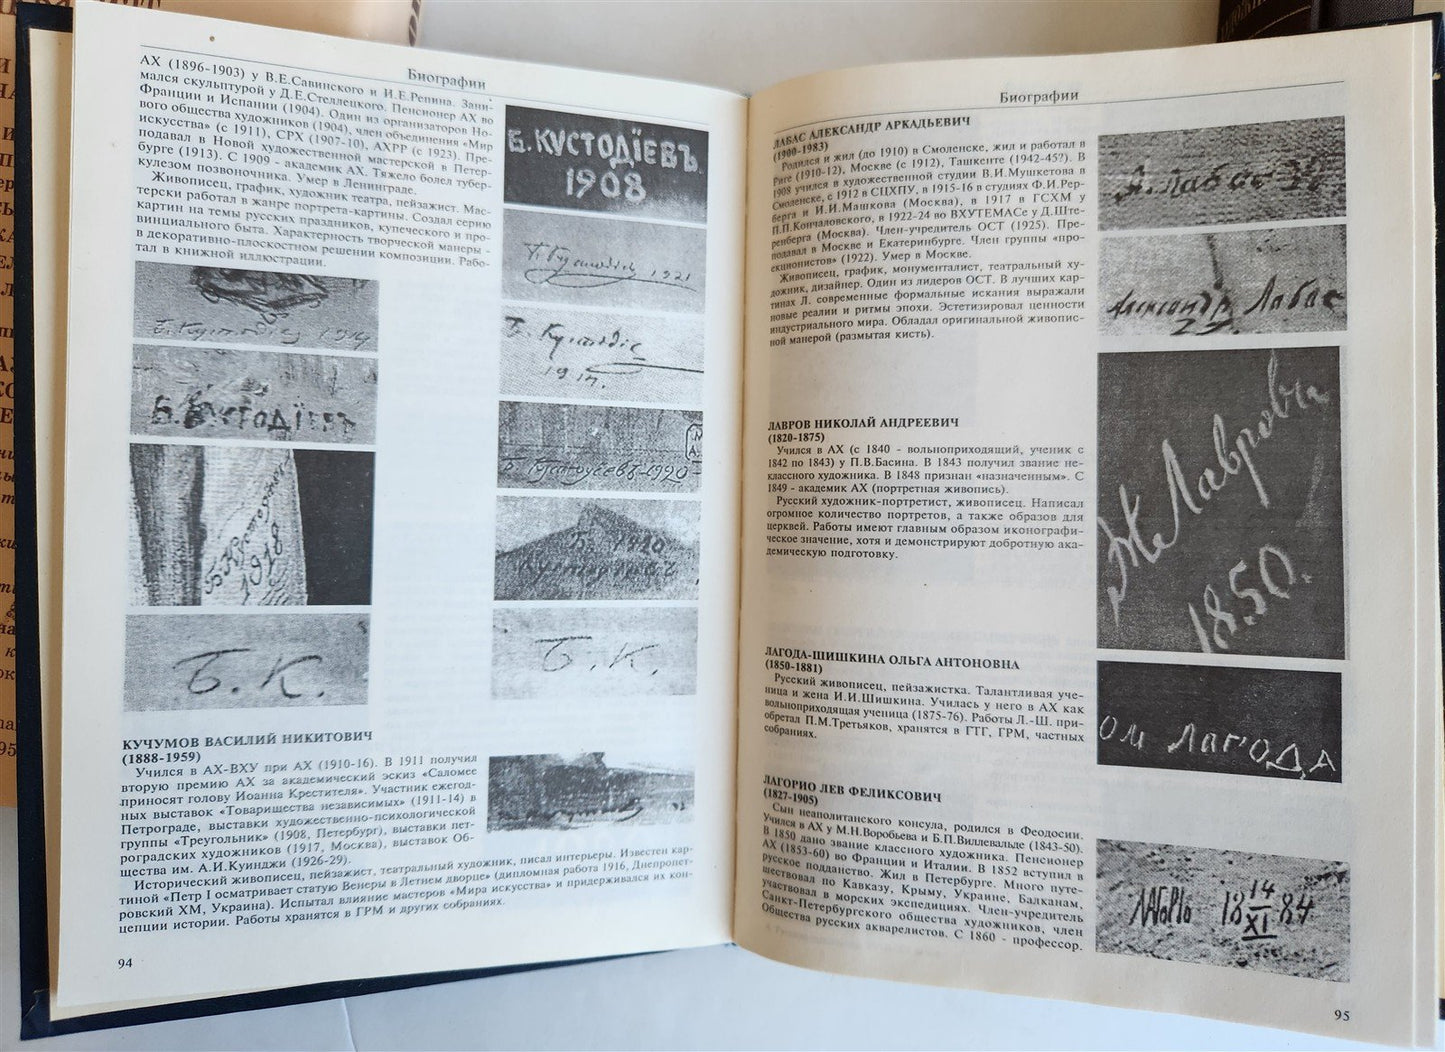 Биографии
АХ (1896-1903) у В.Е.Савинского и И.Е.Репина. Зани-
мался скульптурой у Д.Е.Стеллецкого. Пенсионер АХ во
Франции и Испании (1904). Один из организаторов Но-
вого общества художников (1904), член объединения «Мир
искусства» (с 1911), СРХ (1907-10), АХРР (с 1923). Пре-
подавал в Новой художественной мастерской в Петер-
бурге (1913). С 1909 - академик АХ. Тяжело болел тубер-
кулезом позвоночника. Умер в Ленинграде.
Живописец, график, художник театра, пейзажист. Мас-
терски работал в жанре портрета-картины. Создал серию
картин на темы русских праздников, купеческого и про-
винциального быта. Характерность творческой манеры -
в декоративно-плоскостном решении композиции. Рабо-
тал в книжной иллюстрации.
Б. КУСТОДІЕВЪ.
1908
1921
Б. Кустодіевъ
Б. КУСТОДІЕВЪ
Б. Кустодіевъ 1920
1918
Б. 1920
Б. К.
Б. К.
КУЧУМОВ ВАСИЛИЙ НИКИТОВИЧ
(1888-1959)
Учился в АХ-ВХУ при АХ (1910-16). В 1911 получил
вторую премию АХ за академический эскиз «Саломее
приносят голову Иоанна Крестителя». Участник ежегод-
ных выставок «Товарищества независимых» (1911-14) в
Петрограде, выставки художественно-психологической
группы «Треугольник» (1908, Петербург), выставки пет-
роградских художников (1917, Москва), выставок Об-
щества им. А.И.Куинджи (1926-29).
Исторический живописец, пейзажист, театральный художник, писал интерьеры. Известен кар-
тиной «Петр I осматривает статую Венеры в Летнем дворце» (дипломная работа 1916, Днепропет-
ровский ХМ, Украина). Испытал влияние мастеров «Мира искусства» и придерживался их кон-
цепции истории. Работы хранятся в ГРМ и других собраниях.
94
Биографии
ЛАБАС АЛЕКСАНДР АРКАДЬЕВИЧ
(1900-1983)
Родился и жил (до 1910) в Смоленске, жил и работал в
Риге (1910-12), Москве (с 1912), Ташкенте (1942-45?). В
1908 учился в художественной студии В.И.Мушкетова в
Смоленске, с 1912 в СЦХПУ, в 1915-16 в студиях Ф.И.Рер-
берга и И.И.Машкова (Москва), в 1917 в ГСХМ у
П.П.Кончаловского, в 1922-24 во ВХУТЕМАСе у Д.Ште-
ренберга (Москва). Член-учредитель ОСТ (1925). Пре-
подавал в Москве и Екатеринбурге. Член группы «про-
екционистов» (1922). Умер в Москве.
Живописец, график, монументалист, театральный ху-
дожник, дизайнер. Один из лидеров ОСТ. В лучших кар-
тинах Л. современные формальные искания выражали
новые реалии и ритмы эпохи. Эстетизировал ценности
индустриального мира. Обладал оригинальной живопис-
ной манерой (размытая кисть).
А. Лабас
Александр Лабас
ЛАВРОВ НИКОЛАЙ АНДРЕЕВИЧ
(1820-1875)
Учился в АХ (с 1840 - вольноприходящий, ученик с
1842 по 1843) у П.В.Басина. В 1843 получил звание не-
классного художника. В 1848 признан «назначенным». С
1849 - академик АХ (портретная живопись).
Русский художник-портретист, живописец. Написал
огромное количество портретов, а также образов для
церквей. Работы имеют главным образом иконографи-
ческое значение, хотя и демонстрируют добротную ака-
демическую подготовку.
Лавровъ
1850.
ЛАГОДА-ШИШКИНА ОЛЬГА АНТОНОВНА
(1850-1881)
Русский живописец, пейзажистка. Талантливая уче-
ница и жена И.И.Шишкина. Училась у него в АХ как
вольноприходящая ученица (1875-76). Работы Л.-Ш. при-
обретал П.М.Третьяков, хранятся в ГТГ, ГРМ, частных
собраниях.
ЛАГОДА
ЛАГОРИО ЛЕВ ФЕЛИКСОВИЧ
(1827-1905)
Сын неаполитанского консула, родился в Феодосии.
Учился в АХ у М.Н.Воробьева и Б.П.Виллевальде (1843-50).
В 1850 дано звание классного художника. Пенсионер
АХ (1853-60) во Франции и Италии. В 1852 вступил в
русское подданство. Жил в Петербурге. Много путе-
шествовал по Кавказу, Крыму, Украине, Балканам,
участвовал в морских экспедициях. Член-учредитель
Санкт-Петербургского общества художников, член
Общества русских акварелистов. С 1860 - профессор.
18 14/XI 84
95